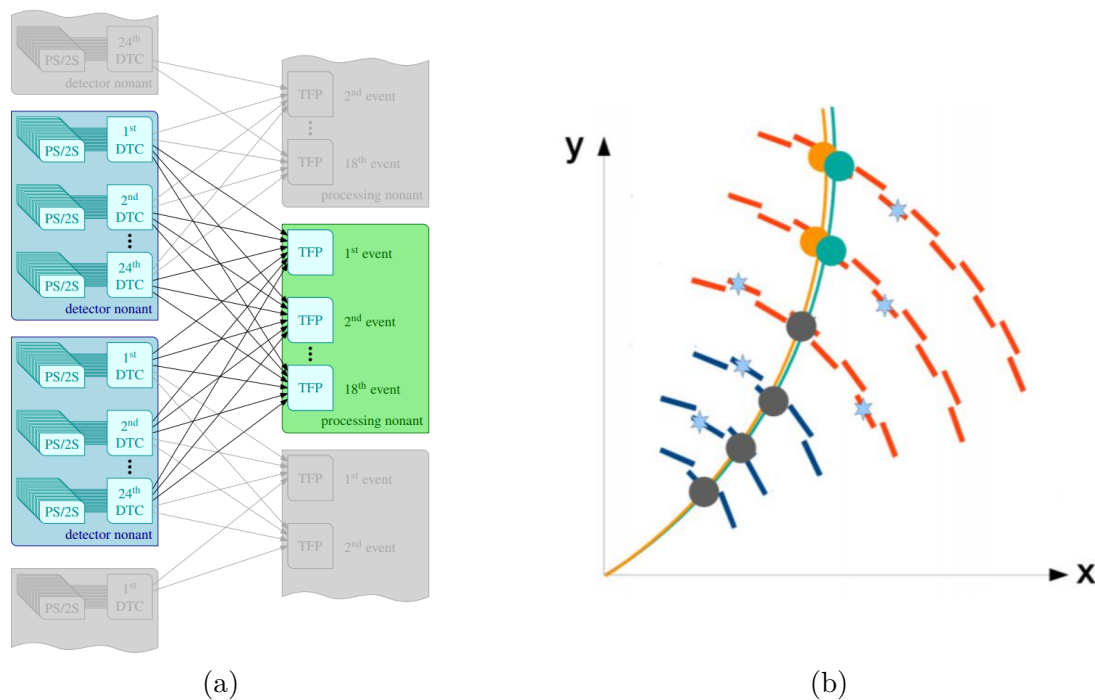 24th
DTC
PS/2S
detector nonant
1st
DTC
PS/2S
2nd
DTC
PS/2S
24th
DTC
PS/2S
detector nonant
1st
DTC
PS/2S
2nd
DTC
PS/2S
24th
DTC
PS/2S
detector nonant
1st
DTC
PS/2S
TFP 2nd event
TFP 18th event
processing nonant
TFP 1st event
TFP 2nd event
TFP 18th event
processing nonant
TFP 1st event
TFP 2nd event
(a)
y
x
(b)